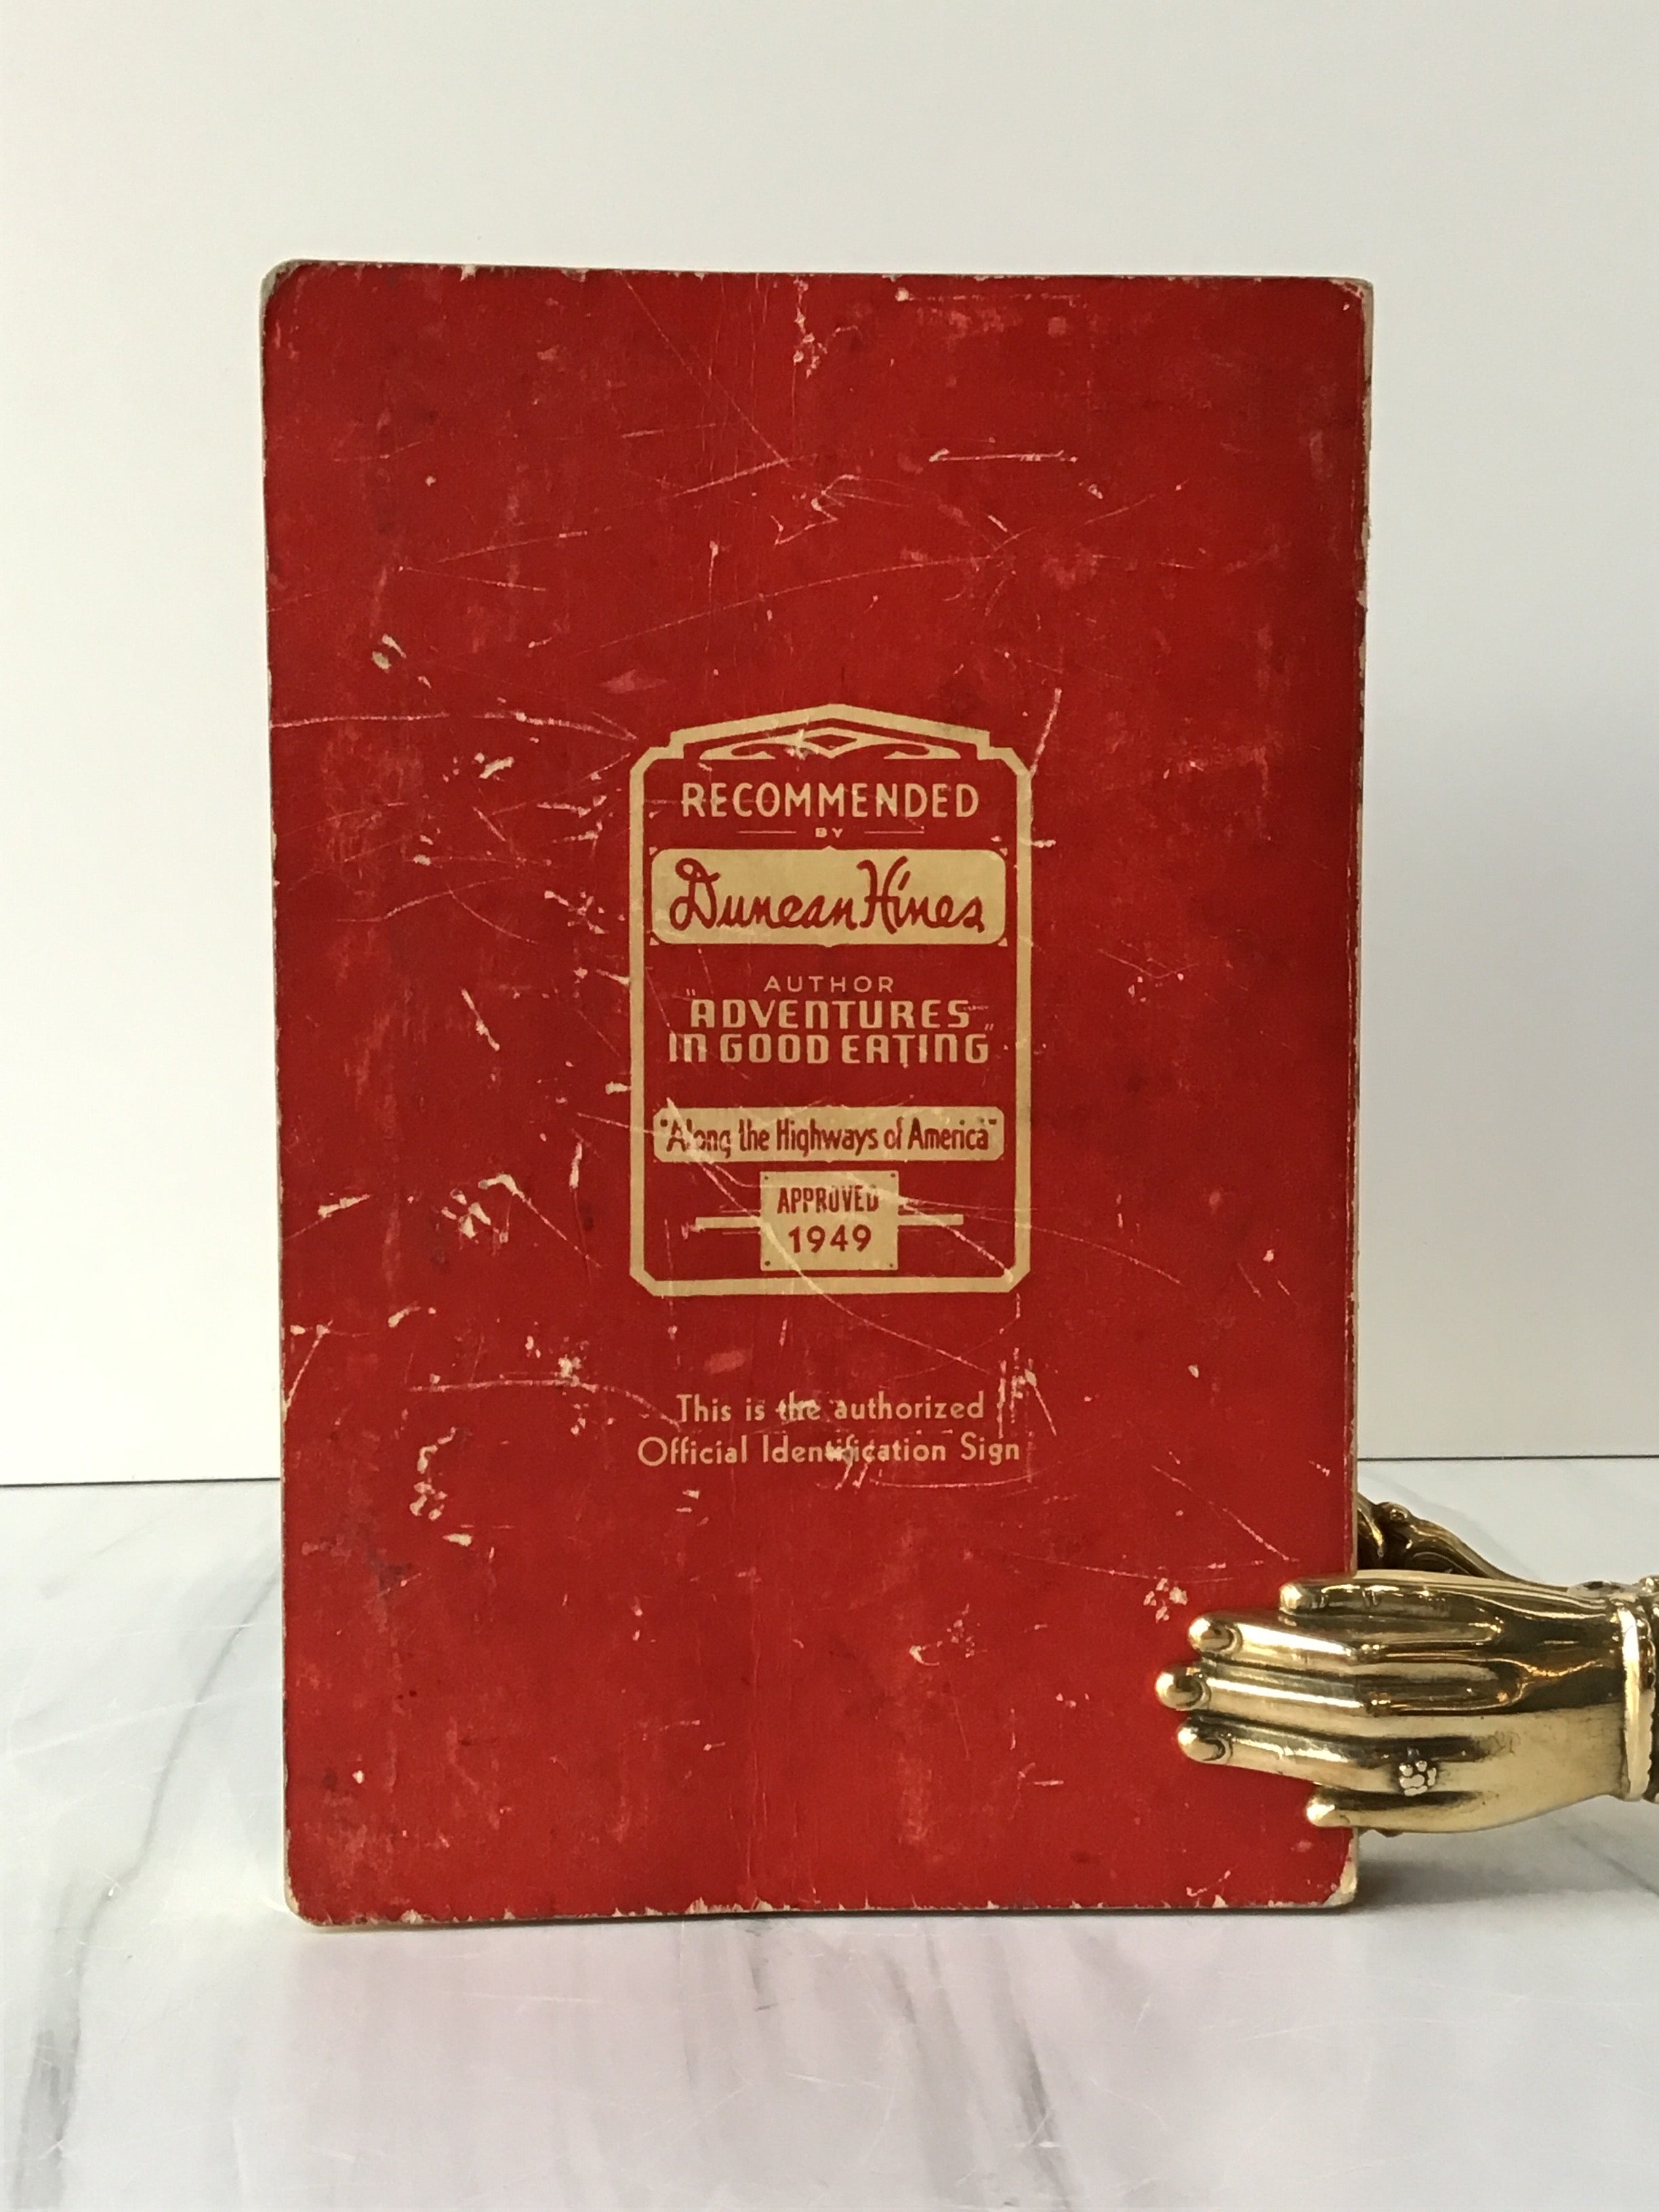 RECOMMENDED
BY
Duncan Hines
AUTHOR
"ADVENTURES
IN GOOD EATING"
"Along the Highways of America"
APPROVED
1949
This is the authorized
Official Identification Sign